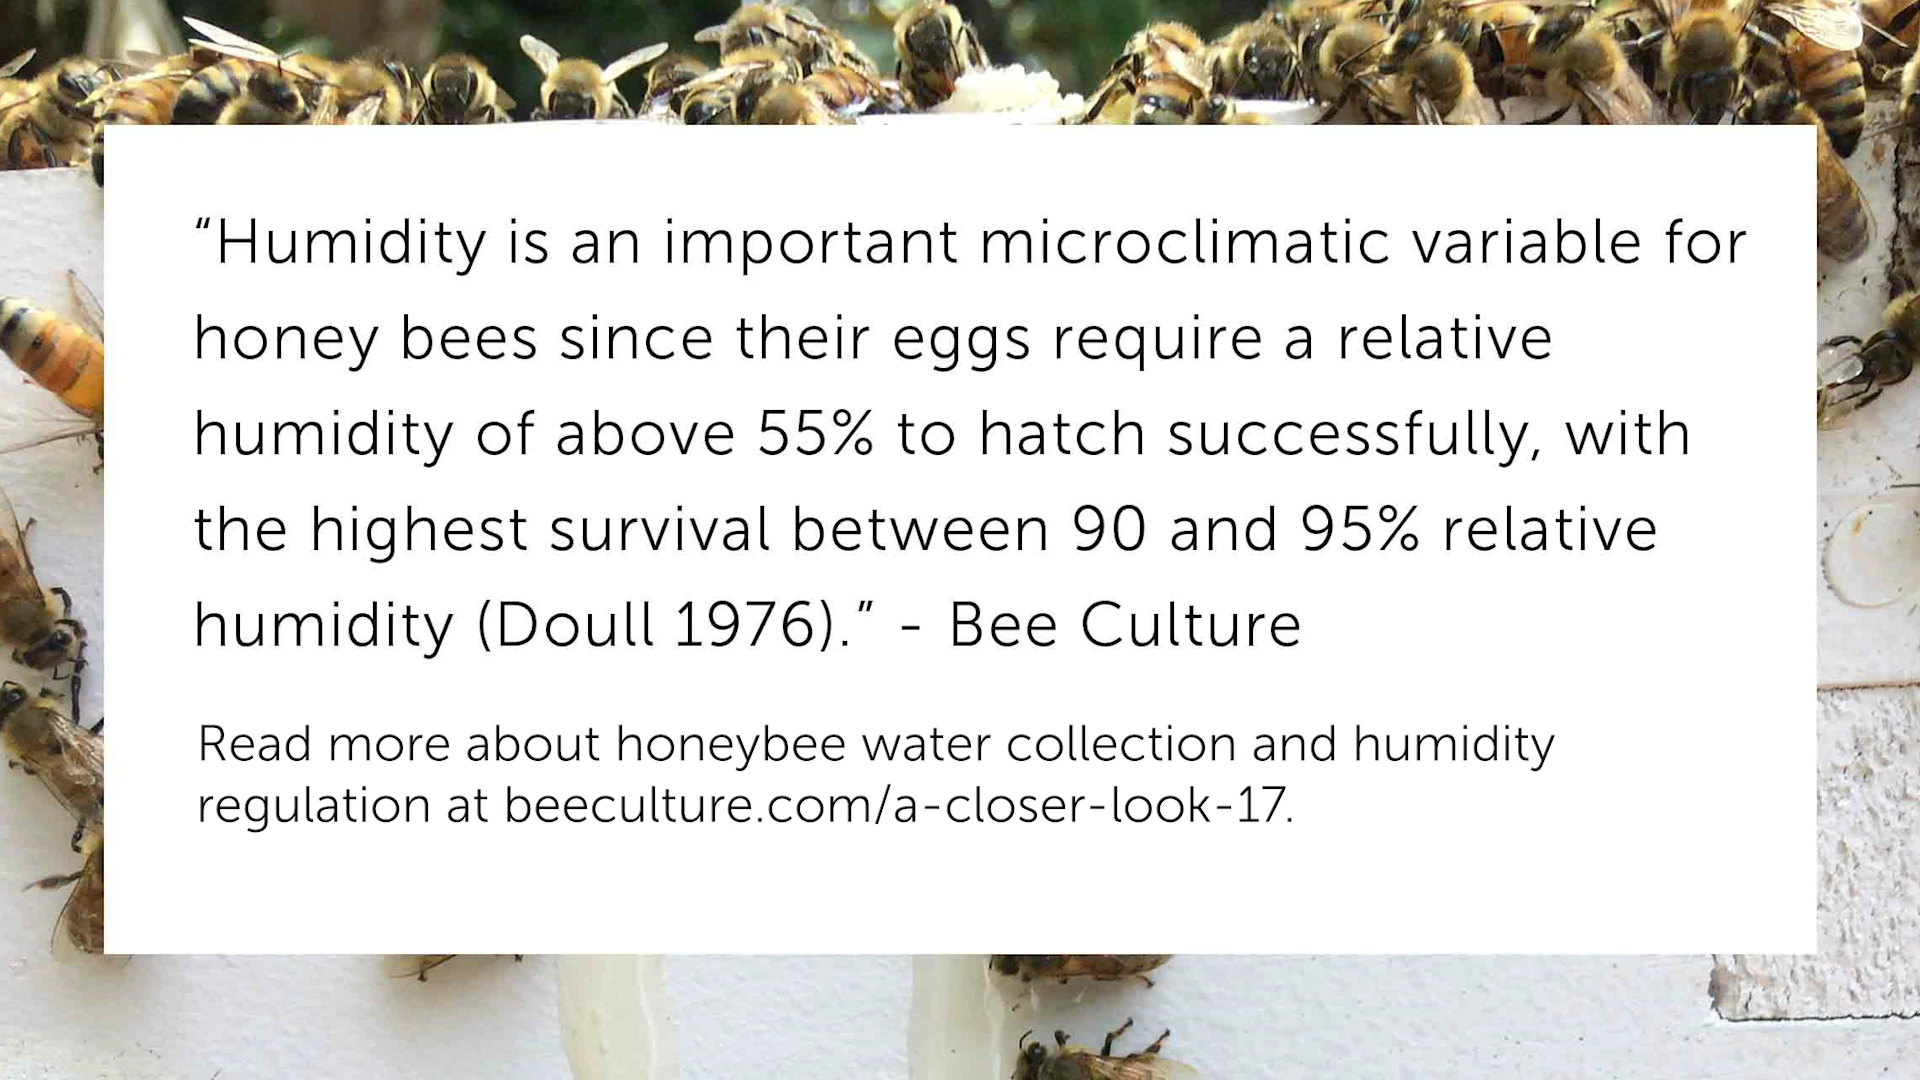 “Humidity is an important microclimatic variable for
honey bees since their eggs require a relative
humidity of above 55% to hatch successfully, with
the highest survival between 90 and 95% relative
humidity (Doull 1976).” - Bee Culture
Read more about honeybee water collection and humidity
regulation at beeculture.com/a-closer-look-17.